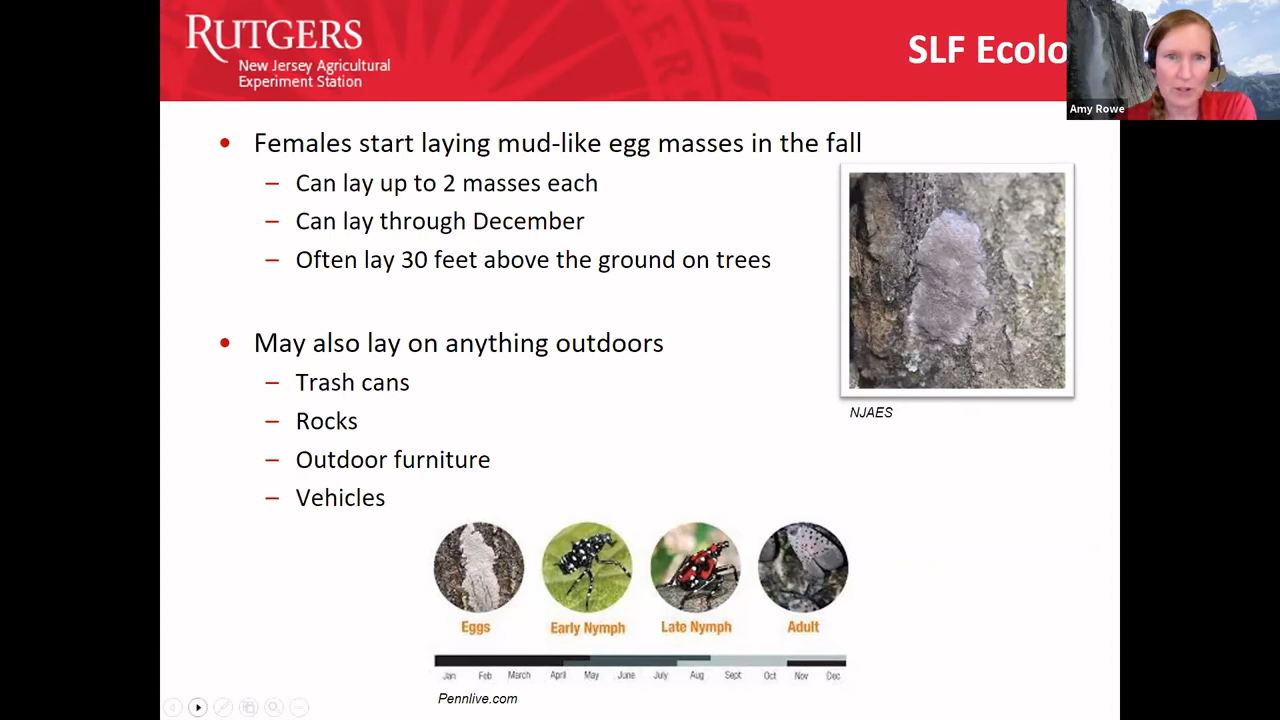 RUTGERS
New Jersey Agricultural
Experiment Station
SLF Ecolo
Amy Rowe
• Females start laying mud-like egg masses in the fall
– Can lay up to 2 masses each
– Can lay through December
– Often lay 30 feet above the ground on trees
NJAES
• May also lay on anything outdoors
– Trash cans
– Rocks
– Outdoor furniture
– Vehicles
Eggs Early Nymph Late Nymph Adult
Jan Feb March April May June July Aug Sept Oct Nov Dec
Pennlive.com